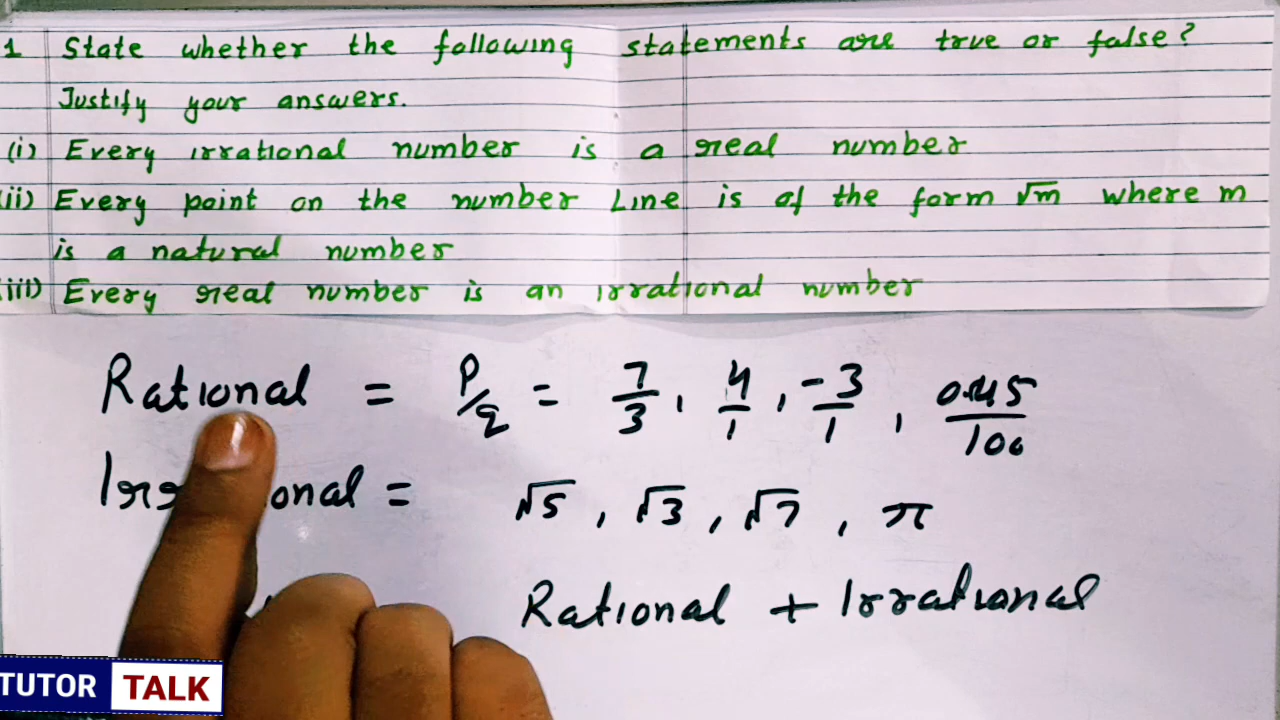 1 State whether the following statements are true or false?
Justify your answers.
(i) Every irrational number is a real number
(ii) Every point on the number Line is of the form √m where m
is a natural number
(iii) Every real number is an irrational number
Rational = p/q = 7/3, 4/1, -3/1, 0.45/100
onal = √5, √3, √7, π
Rational + Irrational
TUTOR TALK